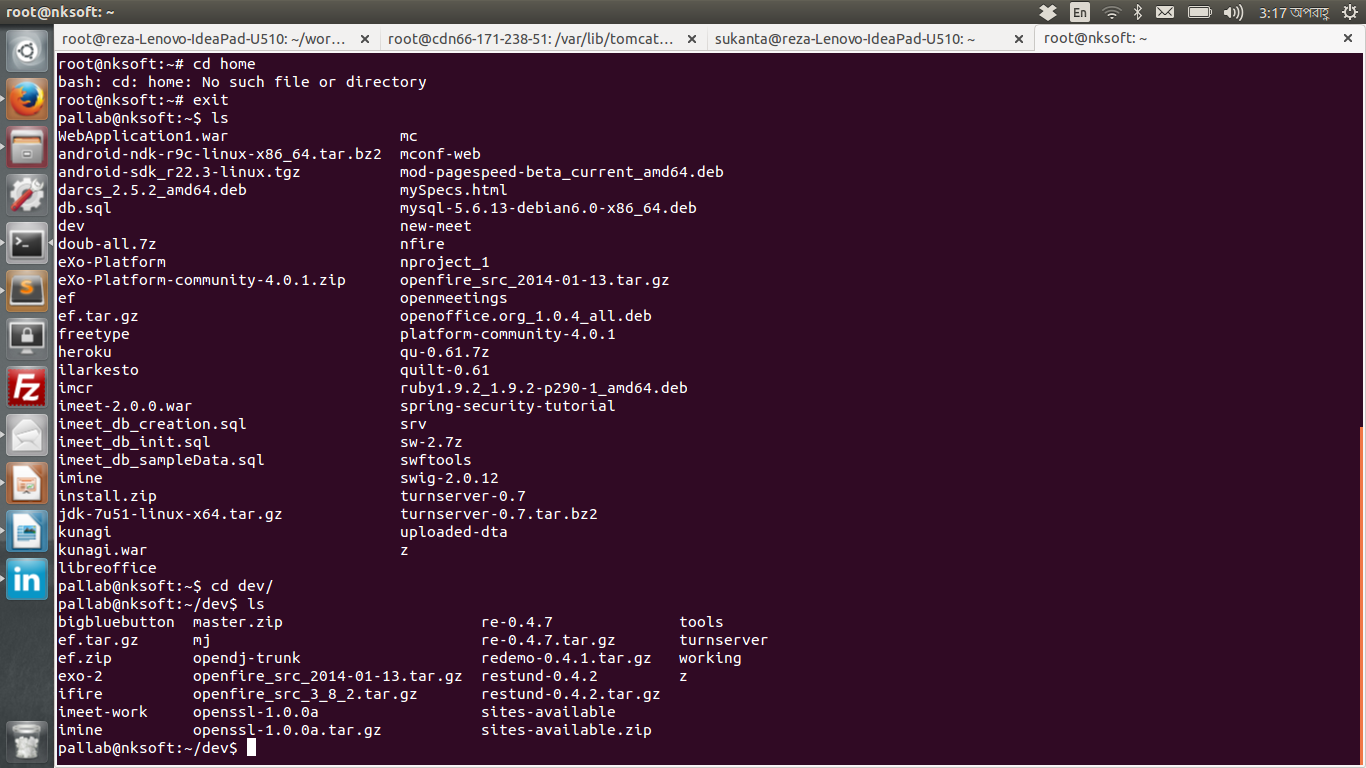 root@nksoft: ~
En
3:17 অপরাহ্ণ
root@reza-Lenovo-IdeaPad-U510: ~/wor... ×
root@cdn66-171-238-51: /var/lib/tomcat... ×
sukanta@reza-Lenovo-IdeaPad-U510: ~ ×
root@nksoft: ~ ×
root@nksoft:~# cd home
bash: cd: home: No such file or directory
root@nksoft:~# exit
pallab@nksoft:~$ ls
WebApplication1.war mc
android-ndk-r9c-linux-x86_64.tar.bz2 mconf-web
android-sdk_r22.3-linux.tgz mod-pagespeed-beta_current_amd64.deb
darcs_2.5.2_amd64.deb mySpecs.html
db.sql mysql-5.6.13-debian6.0-x86_64.deb
dev new-meet
doub-all.7z nfire
eXo-Platform nproject_1
eXo-Platform-community-4.0.1.zip openfire_src_2014-01-13.tar.gz
ef openmeetings
ef.tar.gz openoffice.org_1.0.4_all.deb
freetype platform-community-4.0.1
heroku qu-0.61.7z
ilarkesto quilt-0.61
imcr ruby1.9.2_1.9.2-p290-1_amd64.deb
imeet-2.0.0.war spring-security-tutorial
imeet_db_creation.sql srv
imeet_db_init.sql sw-2.7z
imeet_db_sampleData.sql swftools
imine swig-2.0.12
install.zip turnserver-0.7
jdk-7u51-linux-x64.tar.gz turnserver-0.7.tar.bz2
kunagi uploaded-dta
kunagi.war z
libreoffice
pallab@nksoft:~$ cd dev/
pallab@nksoft:~/dev$ ls
bigbluebutton master.zip re-0.4.7 tools
ef.tar.gz mj re-0.4.7.tar.gz turnserver
ef.zip opendj-trunk redemo-0.4.1.tar.gz working
exo-2 openfire_src_2014-01-13.tar.gz restund-0.4.2 z
ifire openfire_src_3_8_2.tar.gz restund-0.4.2.tar.gz
imeet-work openssl-1.0.0a sites-available
imine openssl-1.0.0a.tar.gz sites-available.zip
pallab@nksoft:~/dev$
S
Fz
in